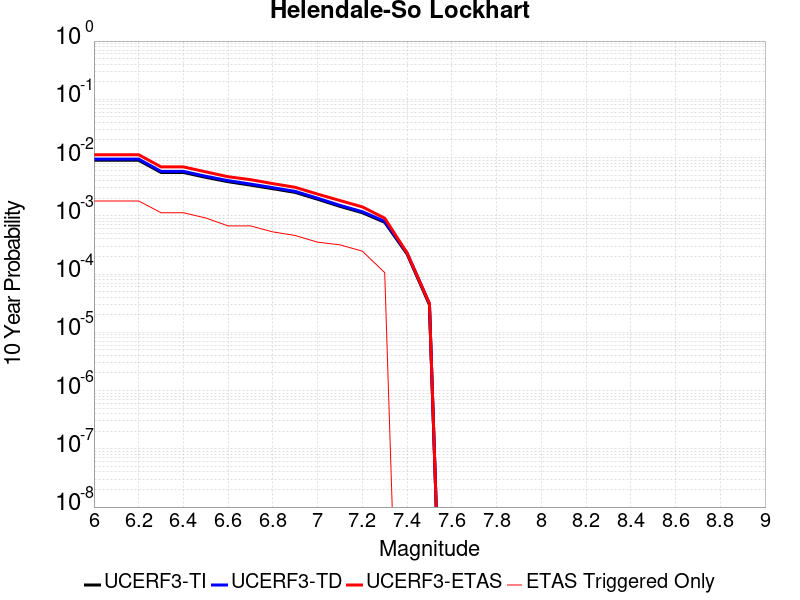 Helendale-So Lockhart
10^0
10^-1
10^-2
10^-3
10^-4
10^-5
10^-6
10^-7
10^-8
10 Year Probability
6 6.2 6.4 6.6 6.8 7 7.2 7.4 7.6 7.8 8 8.2 8.4 8.6 8.8 9
Magnitude
UCERF3-TI UCERF3-TD UCERF3-ETAS ETAS Triggered Only